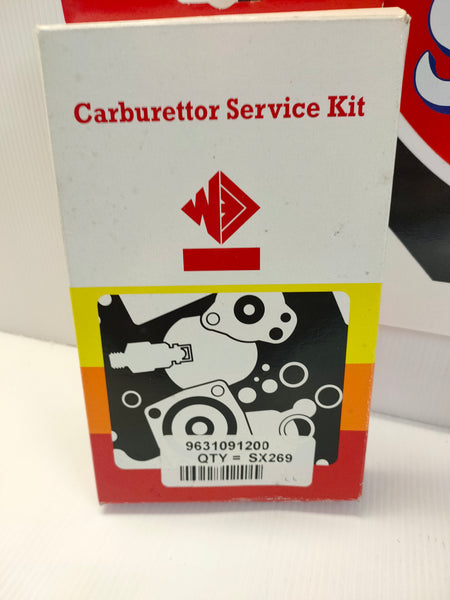 Carburettor Service Kit
9631091200
QTY = SX269